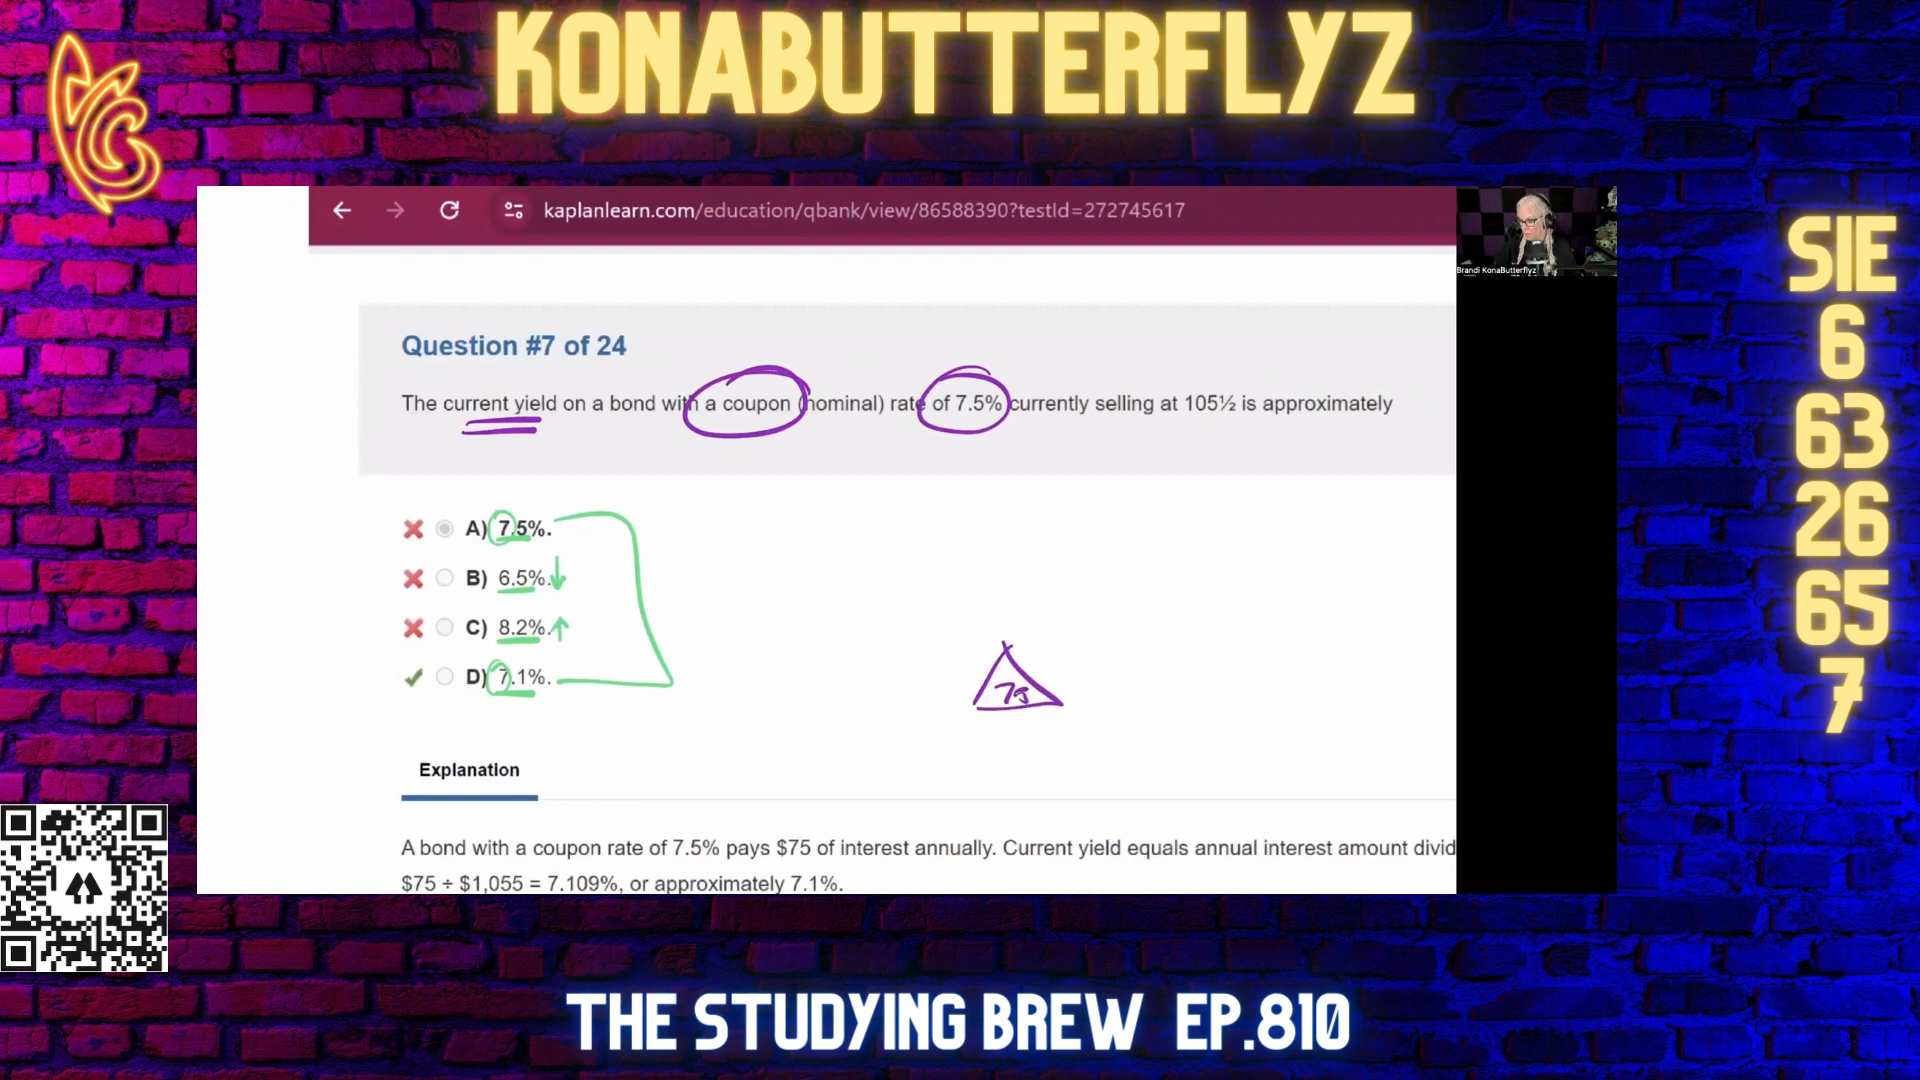 KONABUTTERFLYZ
kaplanlearn.com/education/qbank/view/86588390?testId=272745617
Brandi KonaButterflyz
SIE
6
63
26
65
7
Question #7 of 24
The current yield on a bond with a coupon (nominal) rate of 7.5% currently selling at 105½ is approximately
A) 7.5%.
B) 6.5%.
C) 8.2%.
D) 7.1%.
75
Explanation
A bond with a coupon rate of 7.5% pays $75 of interest annually. Current yield equals annual interest amount divid
$75 ÷ $1,055 = 7.109%, or approximately 7.1%.
THE STUDYING BREW EP.810